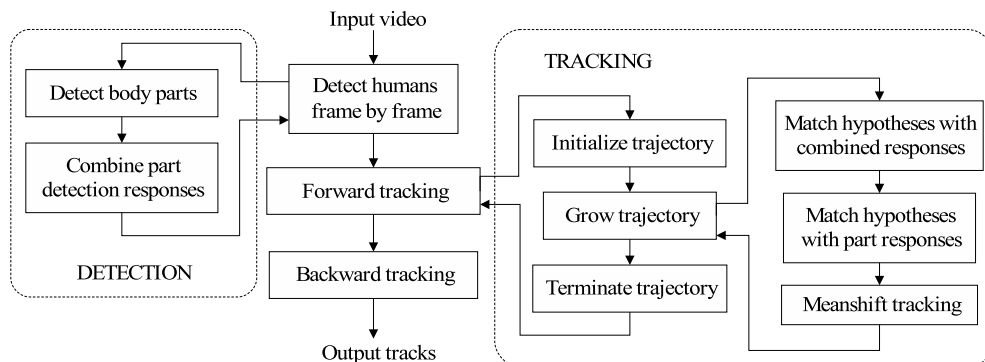 Input video
Detect humans
frame by frame
Forward tracking
Backward tracking
Output tracks
Detect body parts
Combine part
detection responses
DETECTION
TRACKING
Initialize trajectory
Grow trajectory
Terminate trajectory
Match hypotheses with
combined responses
Match hypotheses
with part responses
Meanshift tracking